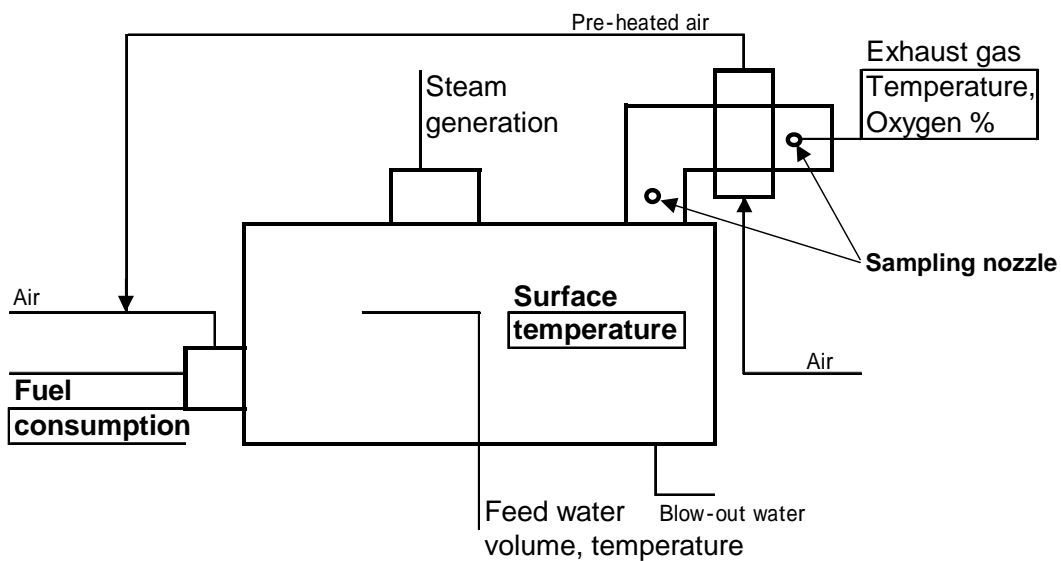 Pre-heated air
Exhaust gas
Temperature,
Oxygen %
Steam
generation
Sampling nozzle
Air
Surface
temperature
Air
Fuel
consumption
Feed water
volume, temperature
Blow-out water